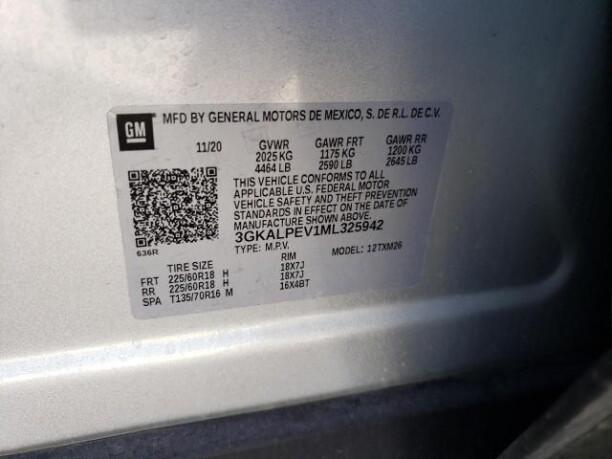 GM
MFD BY GENERAL MOTORS DE MEXICO, S. DE R.L. DE C.V.
11/20 GVWR GAWR FRT GAWR RR
2025 KG 1175 KG 1200 KG
4464 LB 2590 LB 2645 LB
THIS VEHICLE CONFORMS TO ALL
APPLICABLE U.S. FEDERAL MOTOR
VEHICLE SAFETY AND THEFT PREVENTION
STANDARDS IN EFFECT ON THE DATE OF
MANUFACTURE SHOWN ABOVE.
3GKALPEV1ML325942
636R TYPE: M.P.V. MODEL: 12TXM26
TIRE SIZE RIM
FRT 225/60R18 H 18X7J
RR 225/60R18 H 18X7J
SPA T135/70R16 M 16X4BT